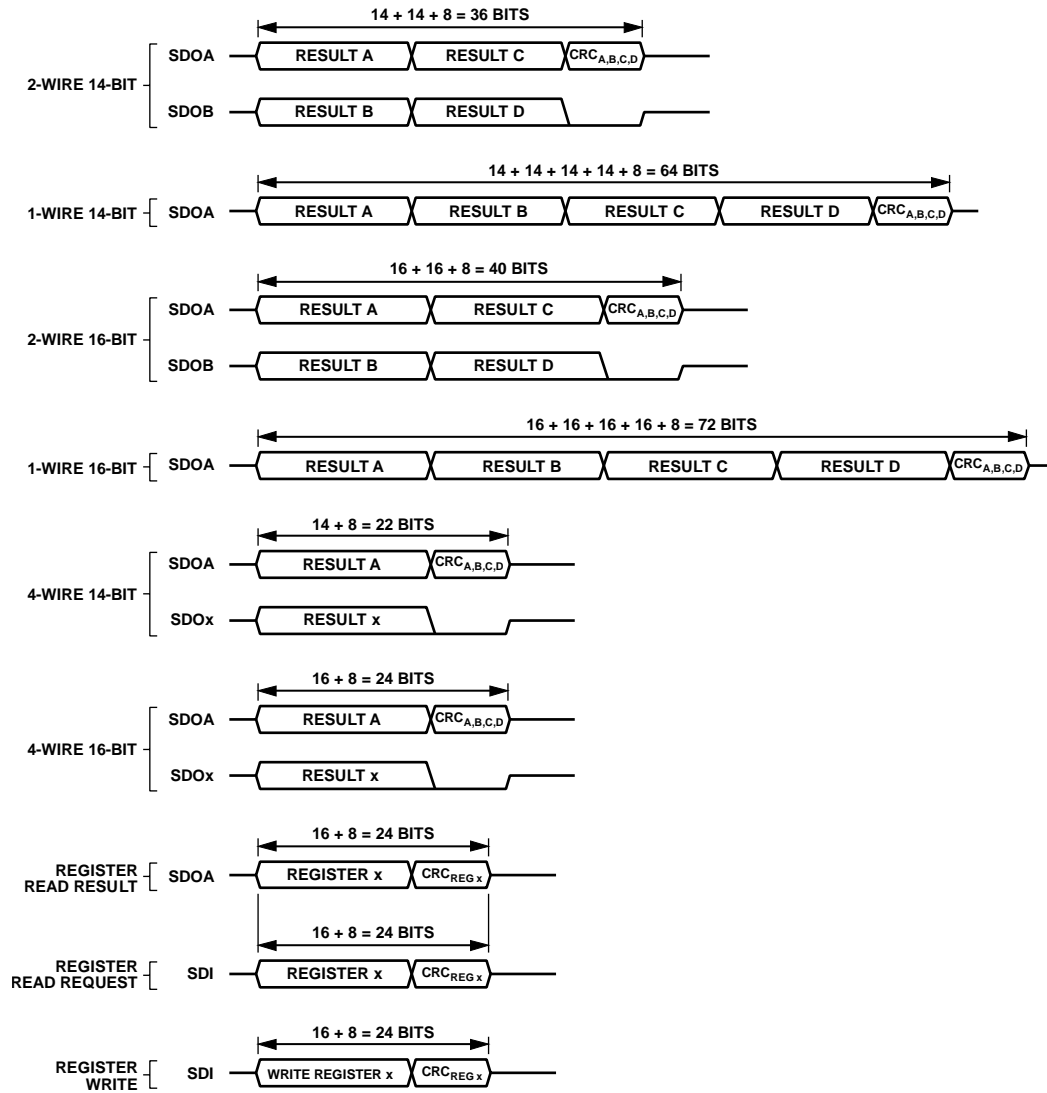 14 + 14 + 8 = 36 BITS
SDOA RESULT A RESULT C CRCA,B,C,D
2-WIRE 14-BIT
SDOB RESULT B RESULT D
14 + 14 + 14 + 14 + 8 = 64 BITS
1-WIRE 14-BIT SDOA RESULT A RESULT B RESULT C RESULT D CRCA,B,C,D
16 + 16 + 8 = 40 BITS
SDOA RESULT A RESULT C CRCA,B,C,D
2-WIRE 16-BIT
SDOB RESULT B RESULT D
16 + 16 + 16 + 16 + 8 = 72 BITS
1-WIRE 16-BIT SDOA RESULT A RESULT B RESULT C RESULT D CRCA,B,C,D
14 + 8 = 22 BITS
SDOA RESULT A CRCA,B,C,D
4-WIRE 14-BIT
SDOx RESULT x
16 + 8 = 24 BITS
SDOA RESULT A CRCA,B,C,D
4-WIRE 16-BIT
SDOx RESULT x
16 + 8 = 24 BITS
REGISTER
READ RESULT SDOA REGISTER x CRCREG x
16 + 8 = 24 BITS
REGISTER
READ REQUEST SDI REGISTER x CRCREG x
16 + 8 = 24 BITS
REGISTER
WRITE SDI WRITE REGISTER x CRCREG x